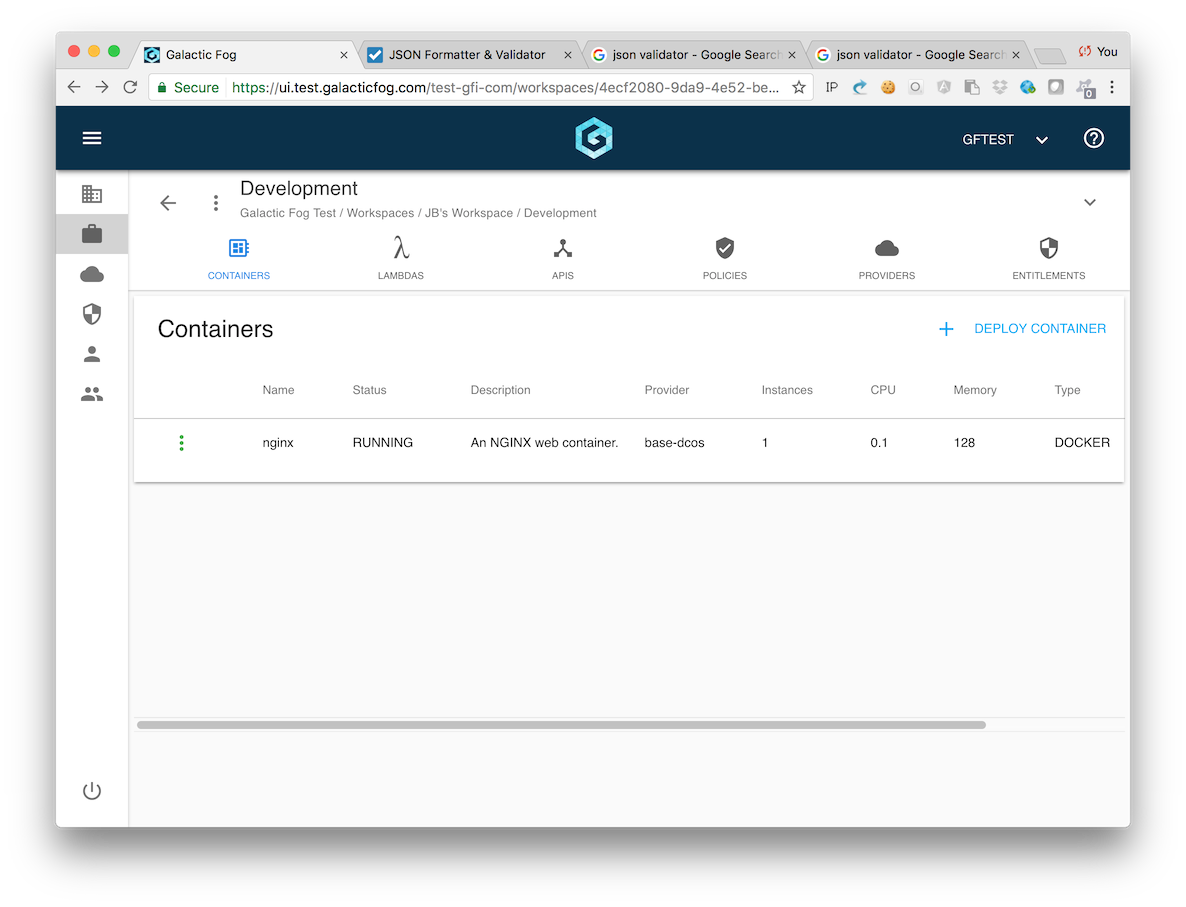 Galactic Fog
JSON Formatter & Validator
json validator - Google Search
json validator - Google Search
You
Secure
https://ui.test.galacticfog.com/test-gfi-com/workspaces/4ecf2080-9da9-4e52-be...
IP
0
GFTEST
Development
Galactic Fog Test / Workspaces / JB's Workspace / Development
CONTAINERS
λ
LAMBDAS
APIS
POLICIES
PROVIDERS
ENTITLEMENTS
Containers
+ DEPLOY CONTAINER
Name Status Description Provider Instances CPU Memory Type
nginx RUNNING An NGINX web container. base-dcos 1 0.1 128 DOCKER